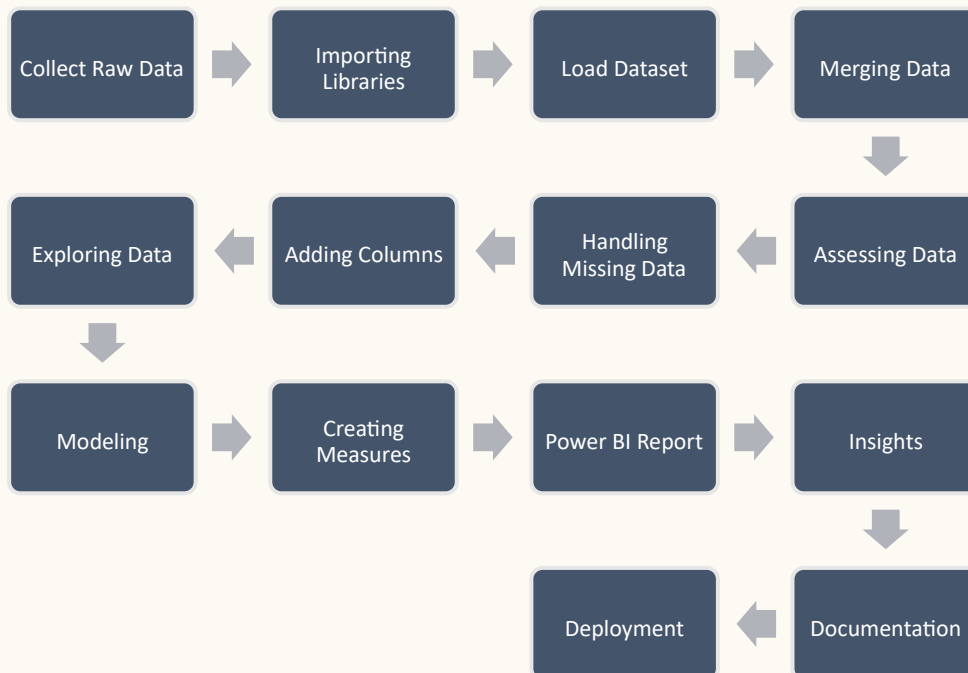 Collect Raw Data
Importing
Libraries
Load Dataset
Merging Data
Assessing Data
Handling
Missing Data
Adding Columns
Exploring Data
Modeling
Creating
Measures
Power BI Report
Insights
Documentation
Deployment